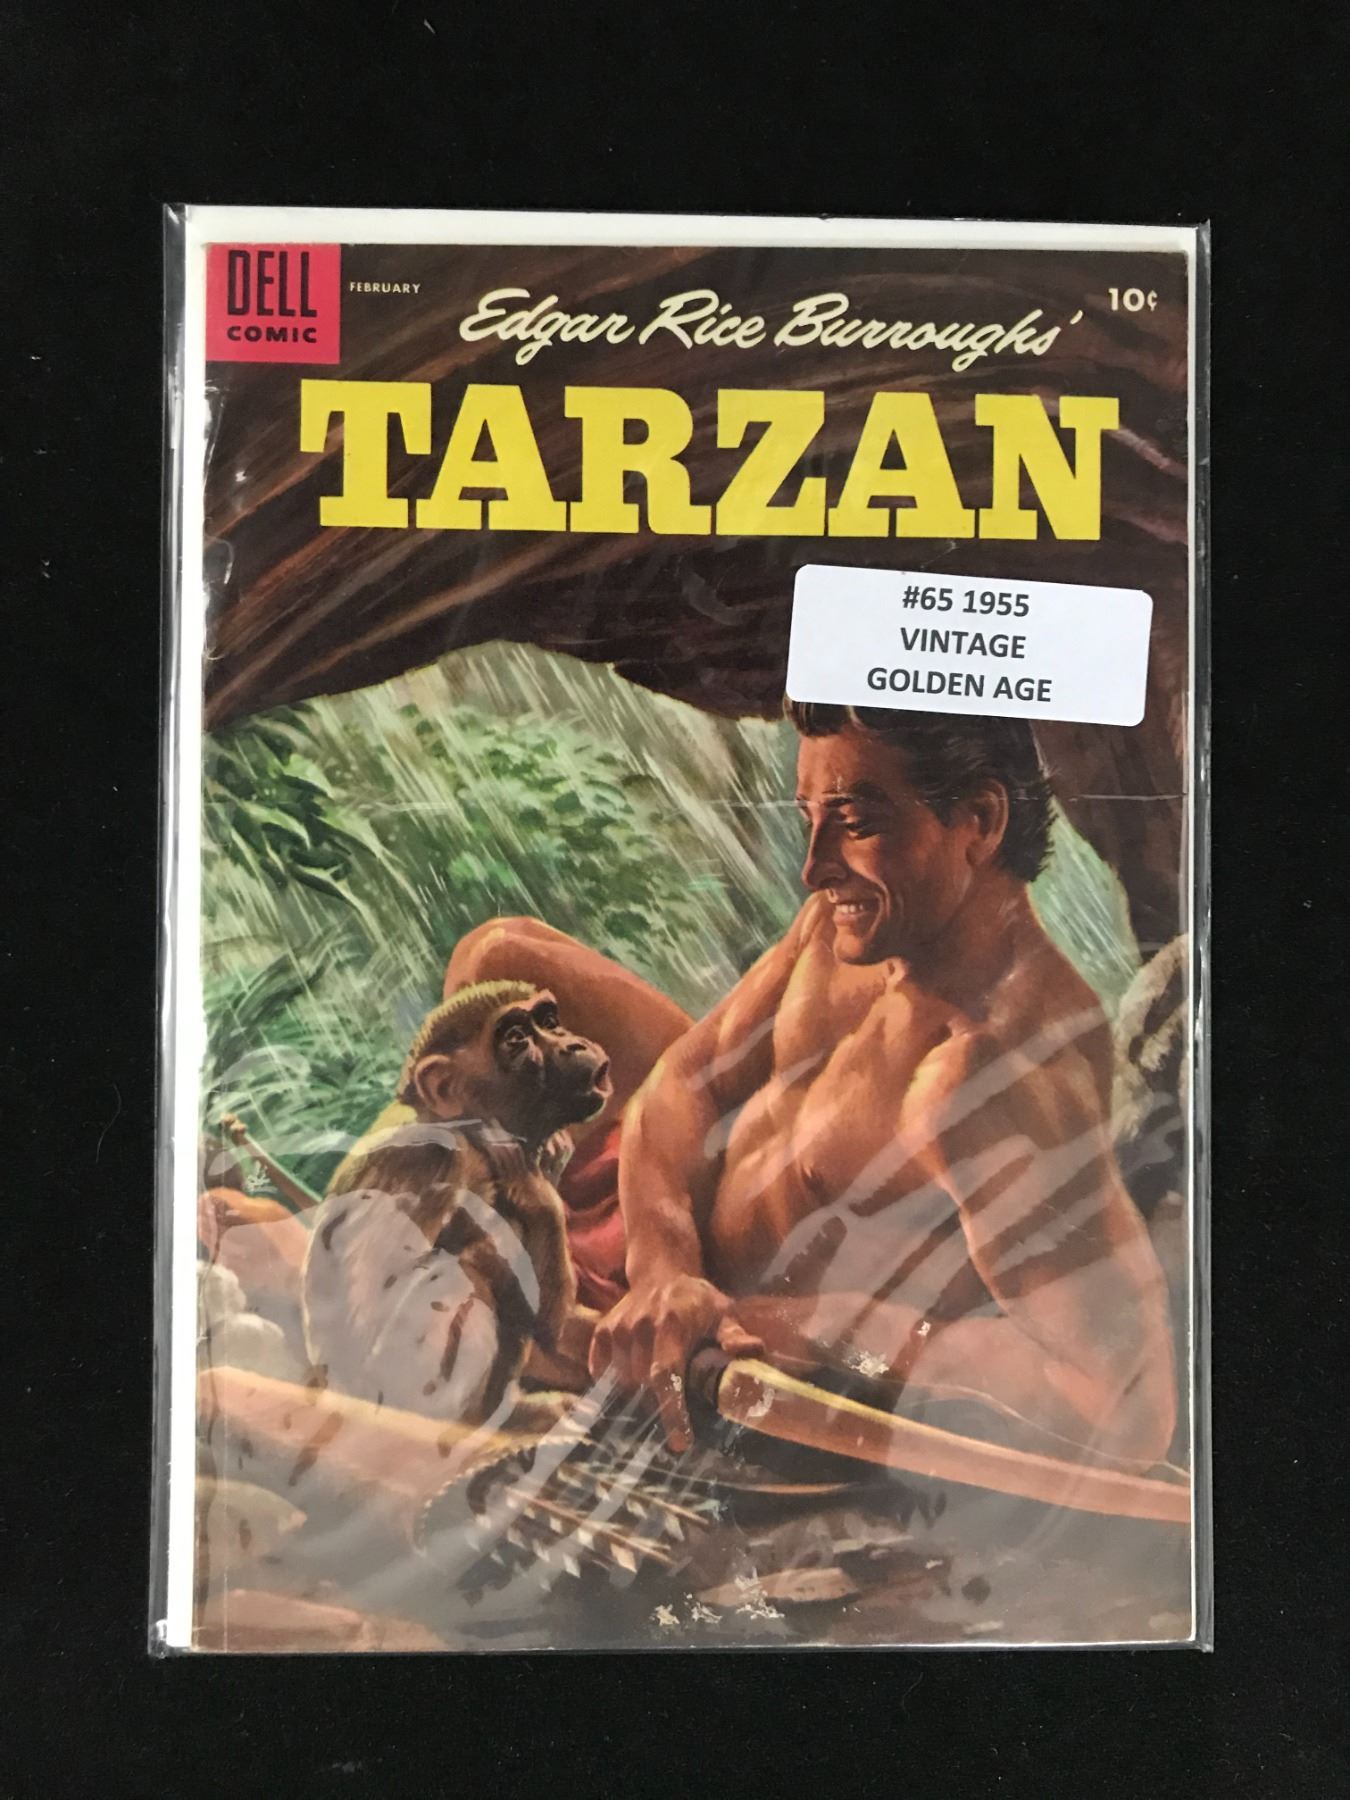 DELL
COMIC
FEBRUARY
Edgar Rice Burroughs'
10¢
TARZAN
#65 1955
VINTAGE
GOLDEN AGE